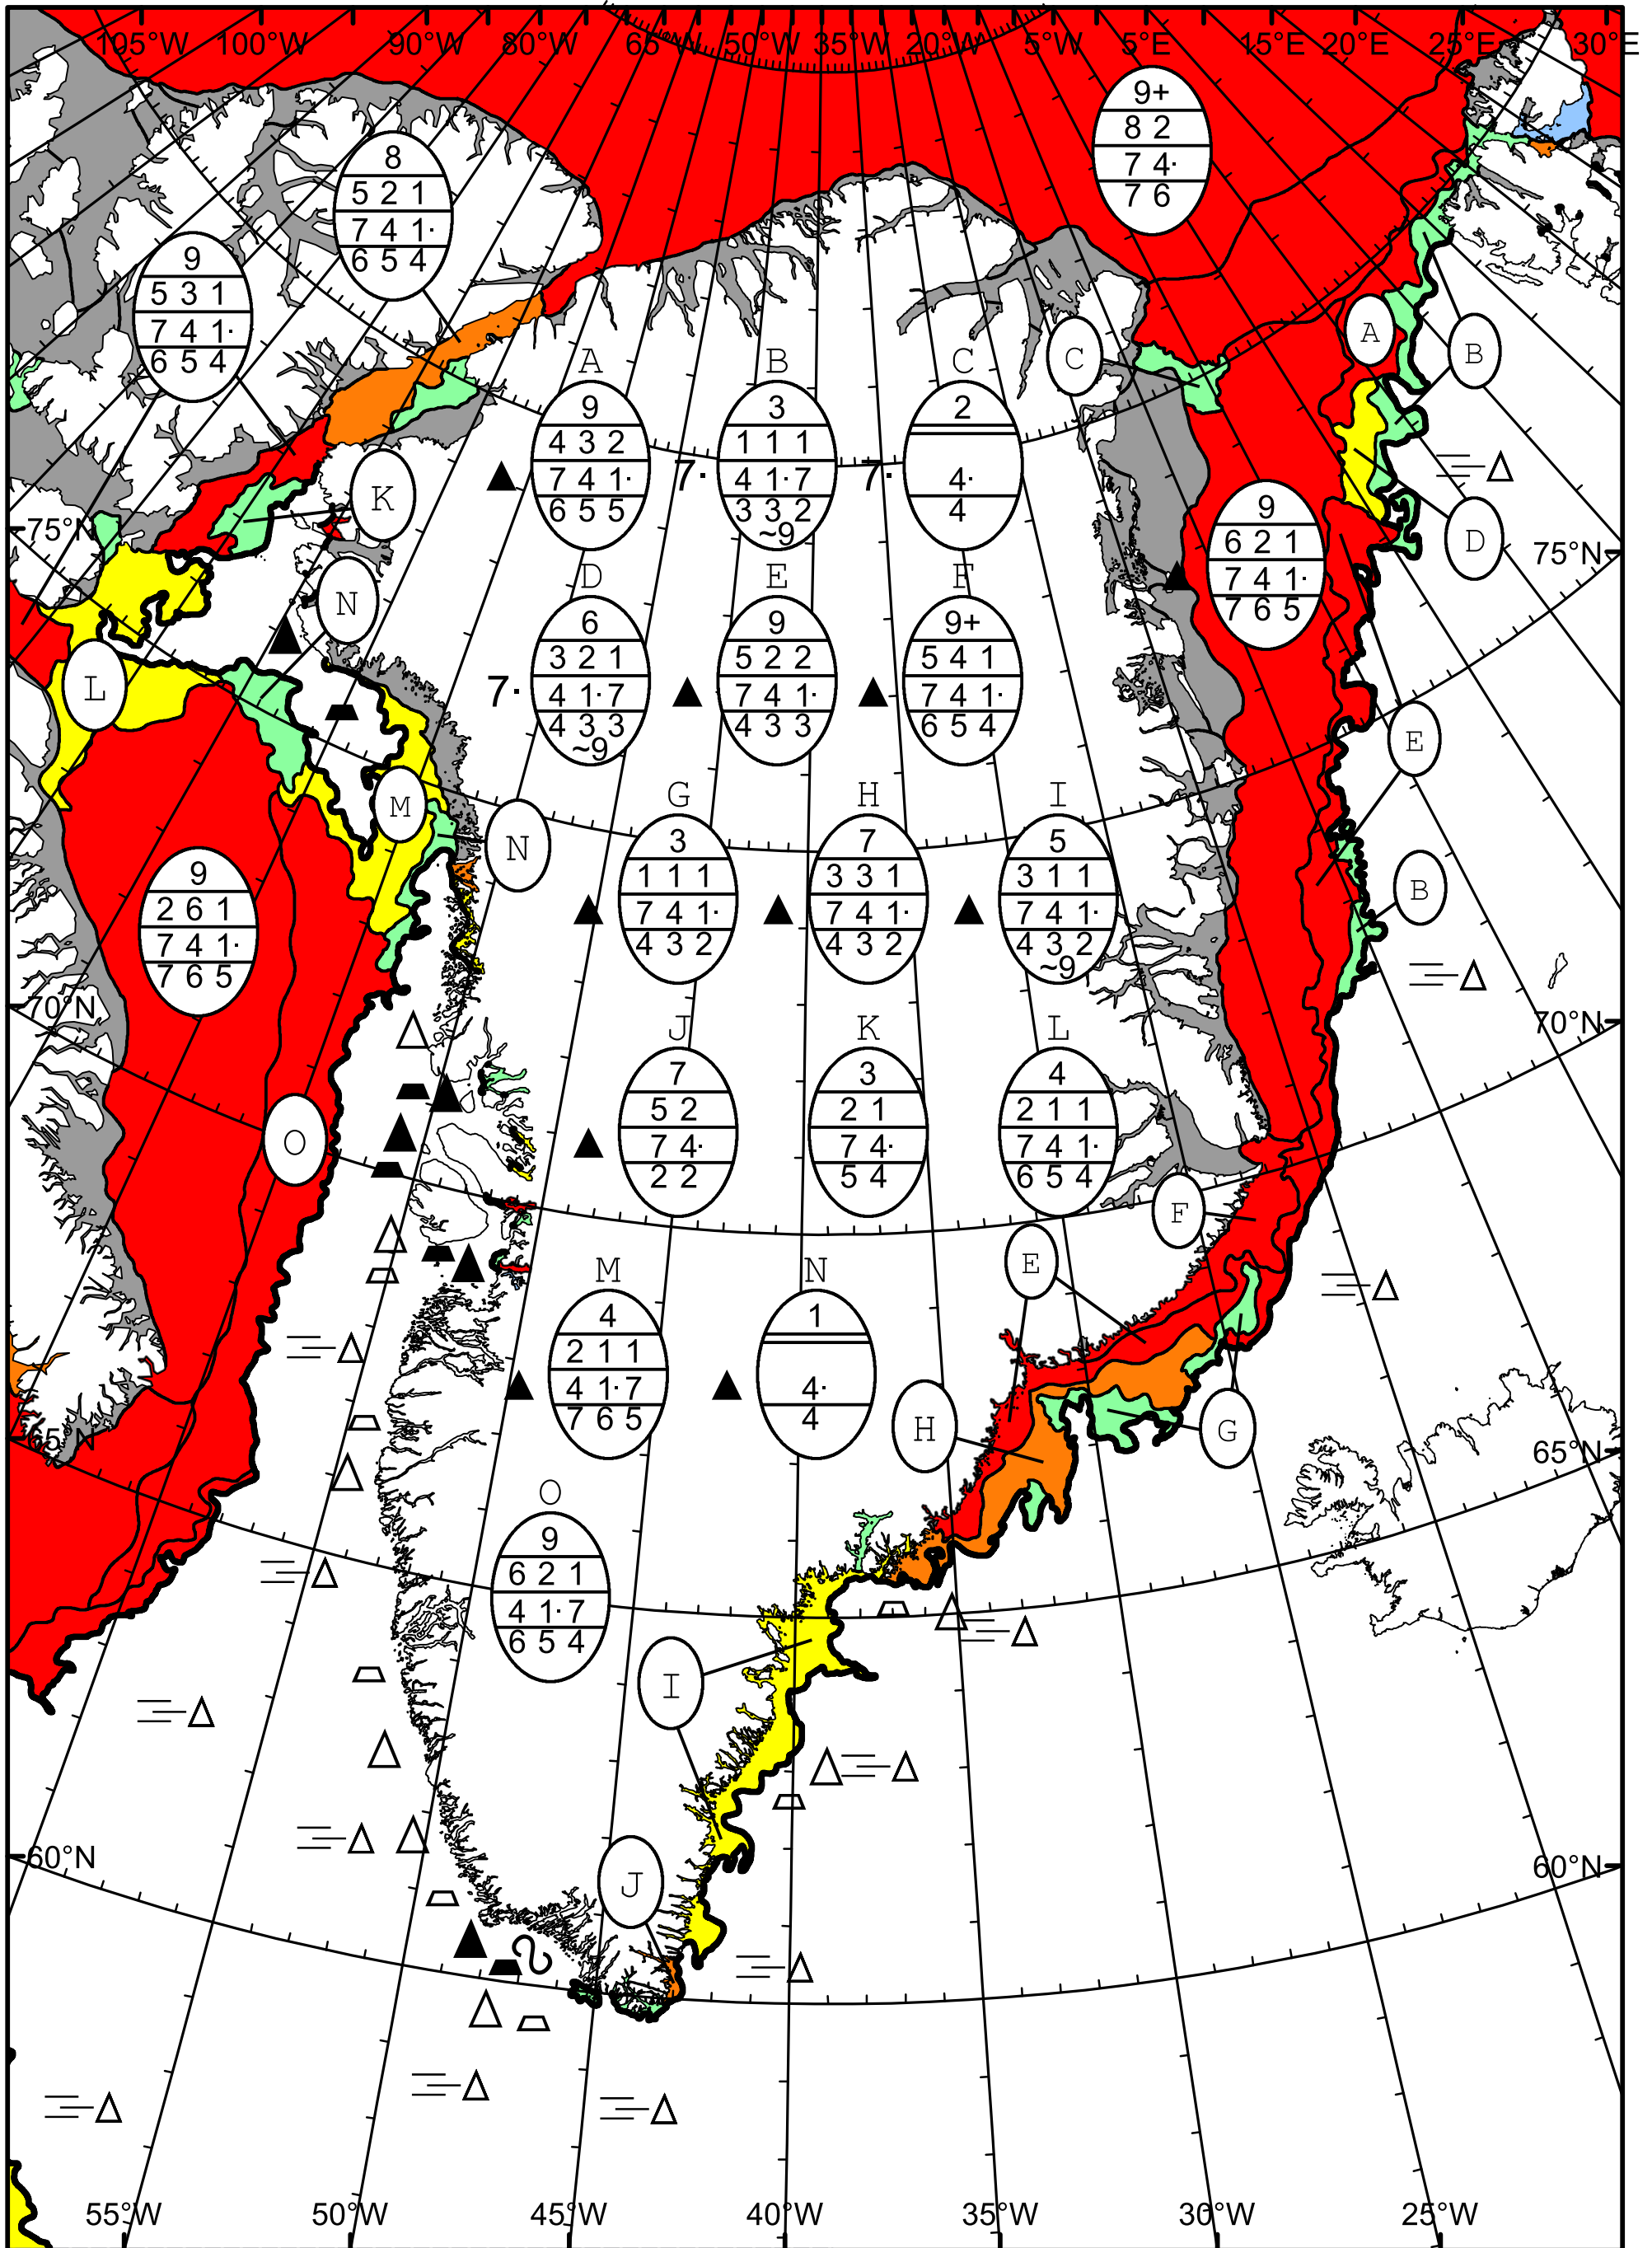 105°W 100°W 90°W 80°W 65°W 50°W 35°W 20°W 5°W 5°E 15°E 20°E 25°E 30°E
9+
8 2
7 4·
7 6
8
5 2 1
7 4 1·
6 5 4
9
5 3 1
7 4 1·
6 5 4
A
B
C
C
A
B
9
4 3 2
7 4 1·
6 5 5
7·
3
1 1 1
4 1·7
3 3 2
~9
7·
2
4·
4
K
75°N
9
6 2 1
7 4 1·
7 6 5
D
75°N
D
E
F
N
L
7·
6
3 2 1
4 1·7
4 3 3
~9
9
5 2 2
7 4 1·
4 3 3
9+
5 4 1
7 4 1·
6 5 4
E
G
H
I
M
N
B
9
2 6 1
7 4 1·
7 6 5
3
1 1 1
7 4 1·
4 3 2
7
3 3 1
7 4 1·
4 3 2
5
3 1 1
7 4 1·
4 3 2
~9
70°N
70°N
J
K
L
O
7
5 2
7 4·
2 2
3
2 1
7 4·
5 4
4
2 1 1
7 4 1·
6 5 4
F
E
M
N
4
2 1 1
4 1·7
7 6 5
1
4·
4
H
G
65°N
65°N
O
9
6 2 1
4 1·7
6 5 4
I
J
60°N
60°N
55°W 50°W 45°W 40°W 35°W 30°W 25°W